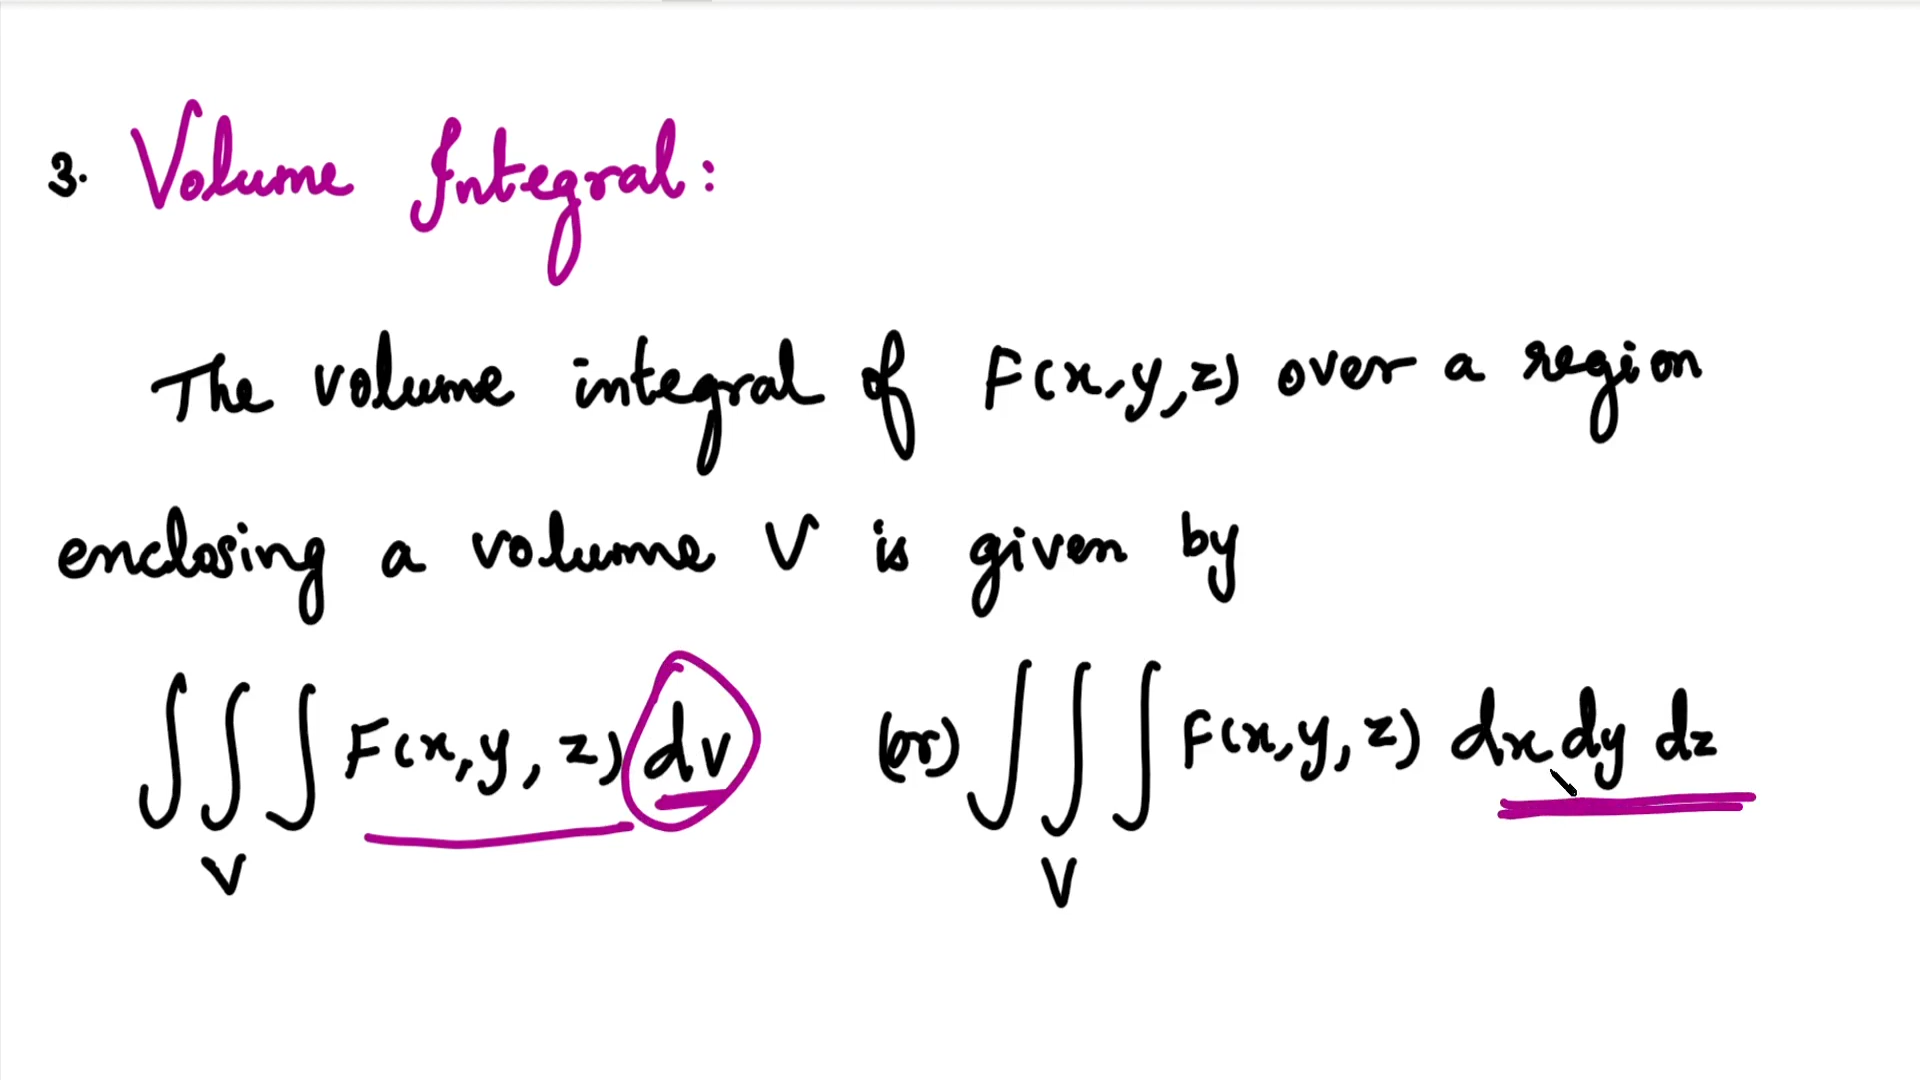 3. Volume Integral:
The volume integral of F(x,y,z) over a region
enclosing a volume V is given by
∭ F(x,y,z) dv (or) ∭ F(x,y,z) dx dy dz
V V